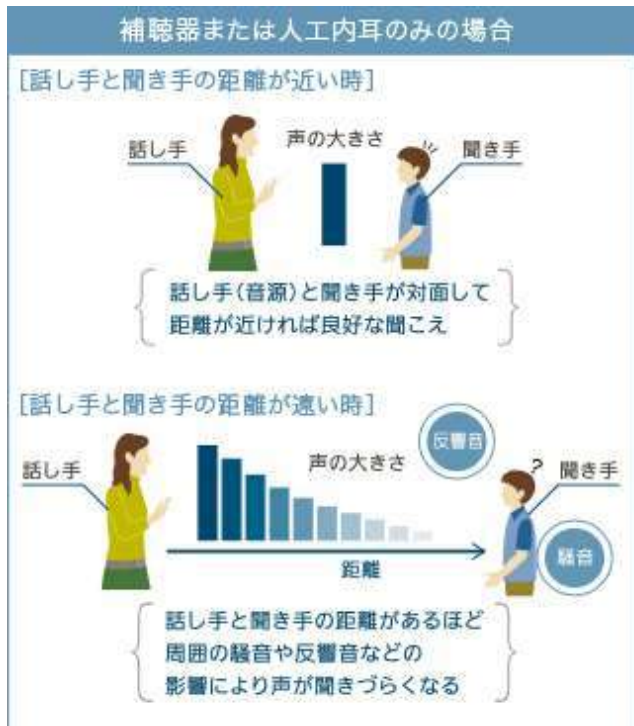 補聴器または人工内耳のみの場合
[話し手と聞き手の距離が近い時]
話し手
声の大きさ
聞き手
話し手(音源)と聞き手が対面して
距離が近ければ良好な聞こえ
[話し手と聞き手の距離が遠い時]
反響音
話し手
声の大きさ
?
聞き手
騒音
距離
話し手と聞き手の距離があるほど
周囲の騒音や反響音などの
影響により声が聞きづらくなる